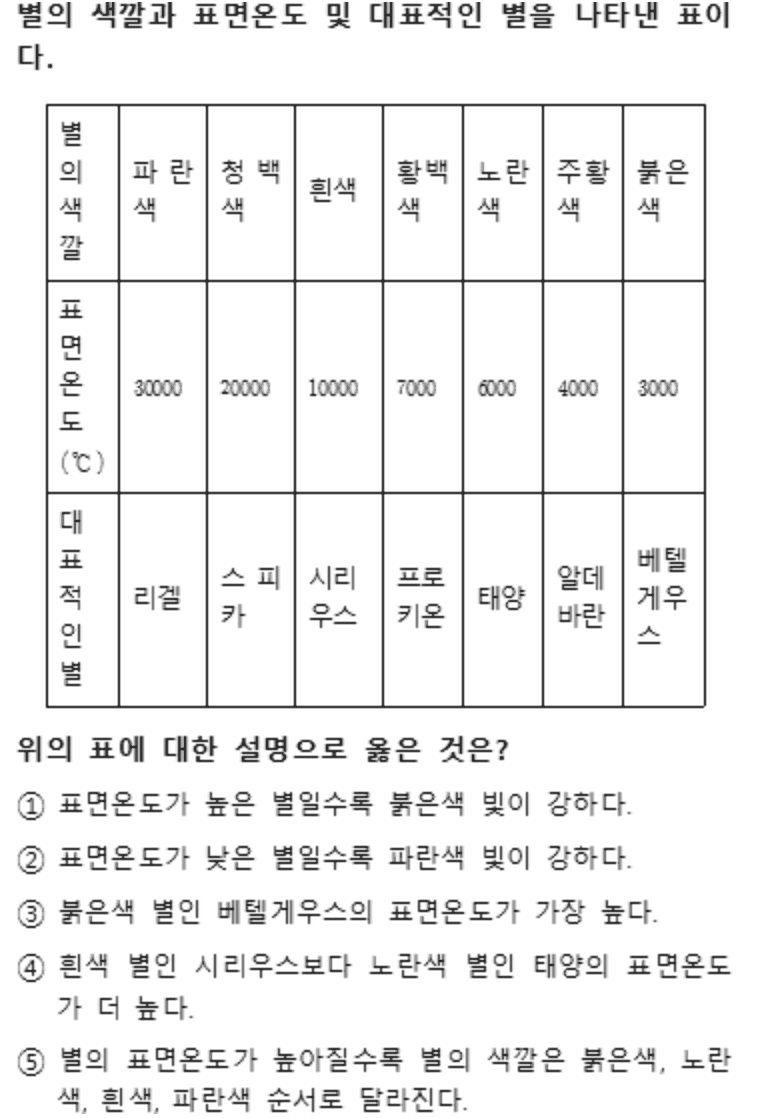 별의 색깔과 표면온도 및 대표적인 별을 나타낸 표이
다.
별의색깔 파란색 청백색 흰색 황백색 노란색 주황색 붉은색
표면온도(℃) 30000 20000 10000 7000 6000 4000 3000
대표적인별 리겔 스피카 시리우스 프로키온 태양 알데바란 베텔게우스
위의 표에 대한 설명으로 옳은 것은?
① 표면온도가 높은 별일수록 붉은색 빛이 강하다.
② 표면온도가 낮은 별일수록 파란색 빛이 강하다.
③ 붉은색 별인 베텔게우스의 표면온도가 가장 높다.
④ 흰색 별인 시리우스보다 노란색 별인 태양의 표면온도
가 더 높다.
⑤ 별의 표면온도가 높아질수록 별의 색깔은 붉은색, 노란
색, 흰색, 파란색 순서로 달라진다.